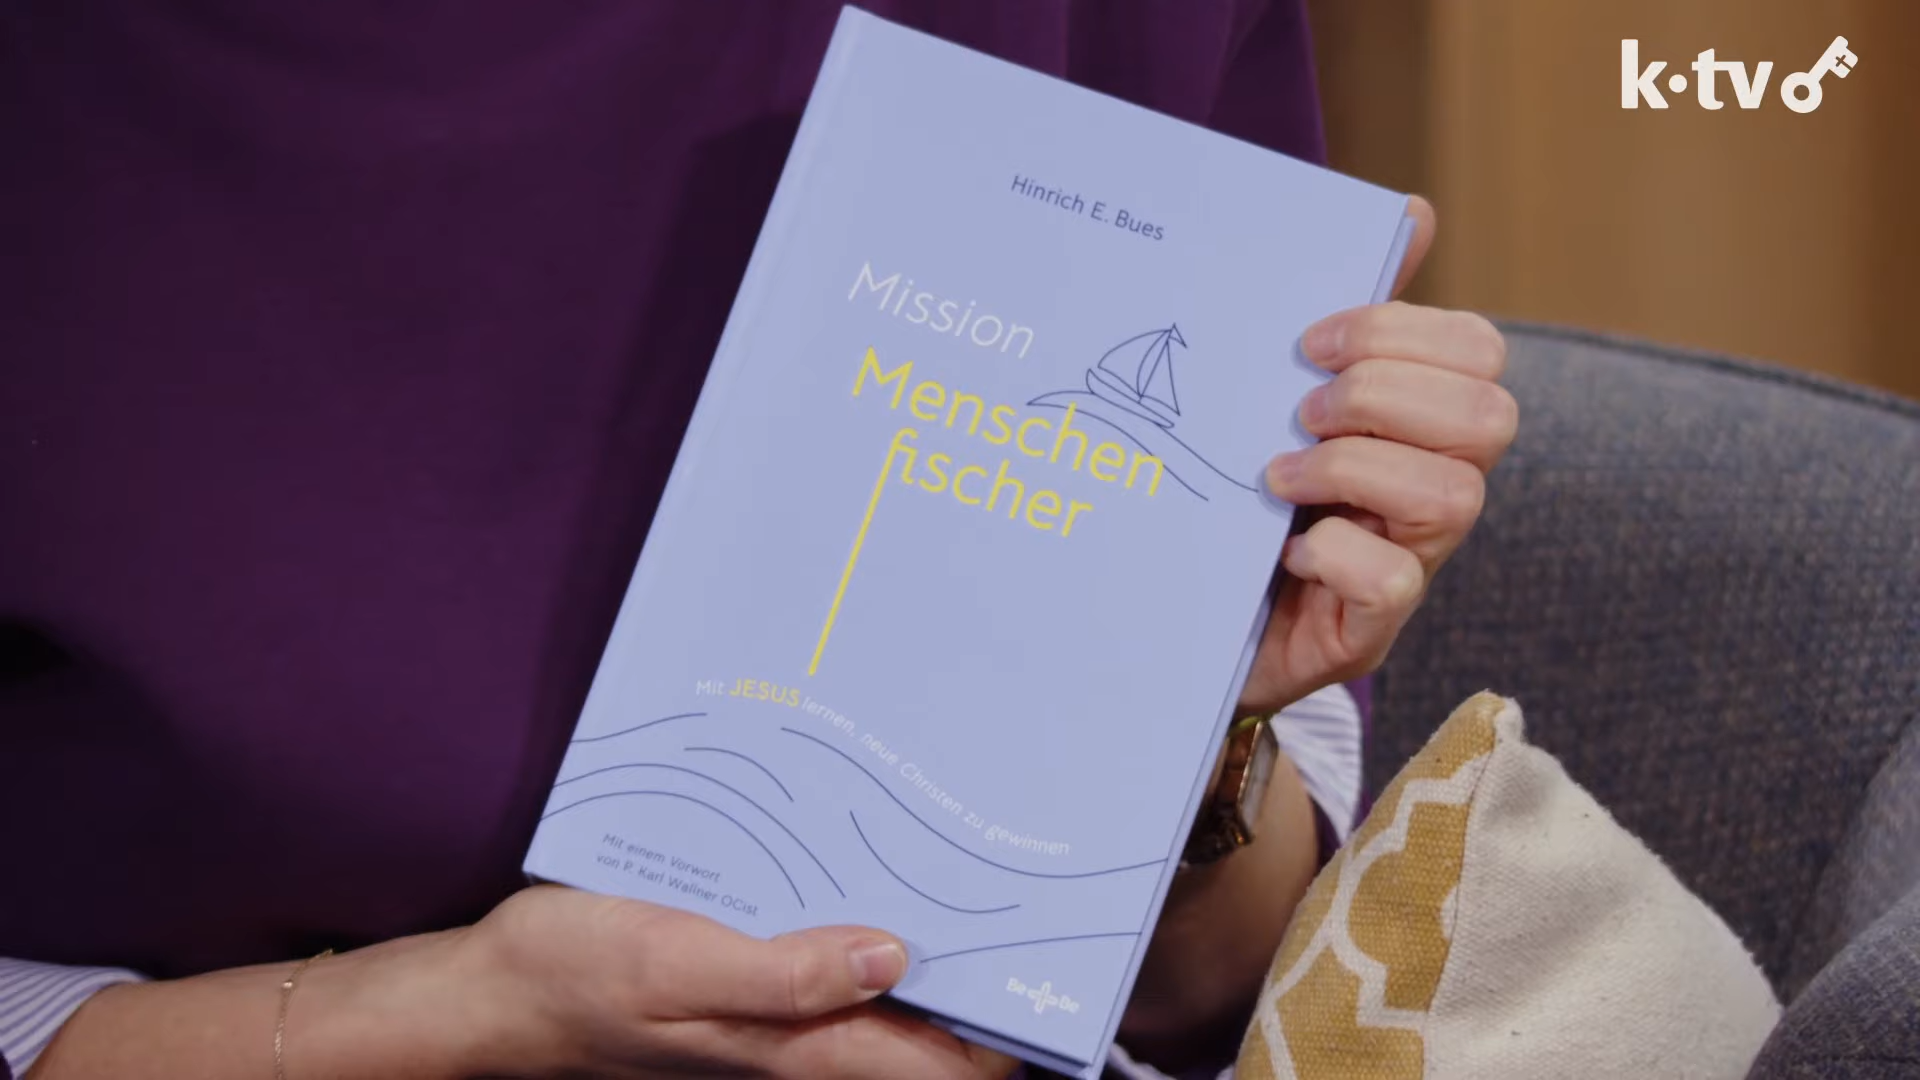 k·tv
Hinrich E. Bues
Mission
Menschen
fischer
Mit JESUS lernen, neue Christen zu gewinnen
Mit einem Vorwort
von P. Karl Wallner OCist
Be+Be